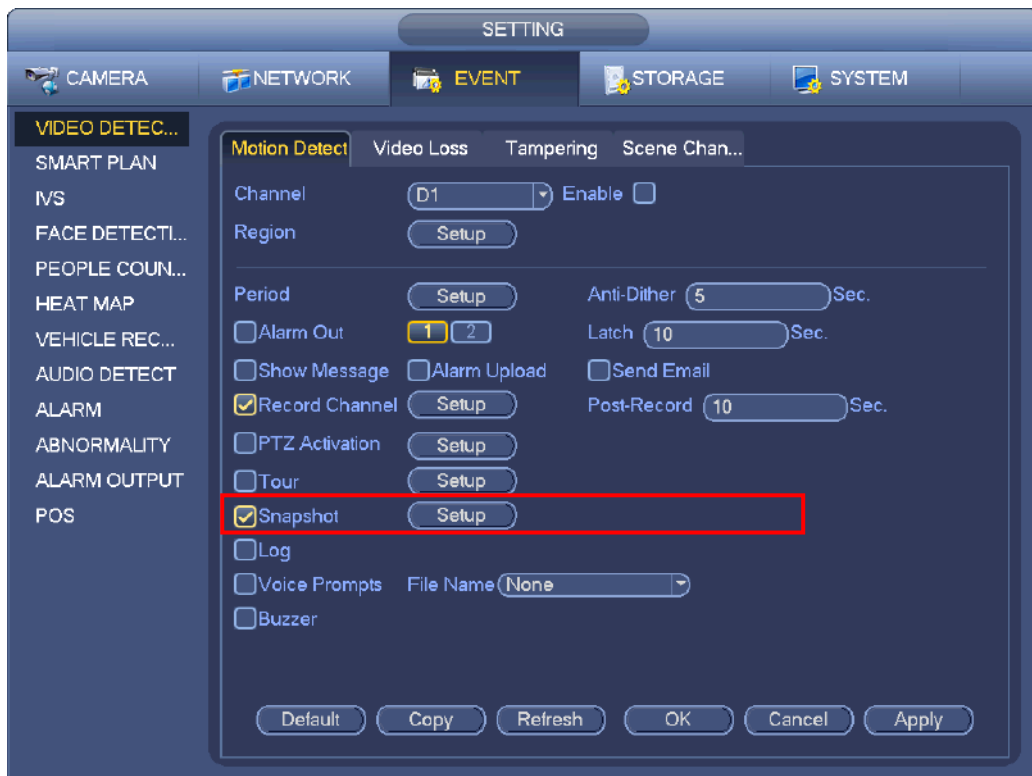 SETTING
CAMERA NETWORK EVENT STORAGE SYSTEM
VIDEO DETEC...
SMART PLAN
IVS
FACE DETECTI...
PEOPLE COUN...
HEAT MAP
VEHICLE REC...
AUDIO DETECT
ALARM
ABNORMALITY
ALARM OUTPUT
POS
Motion Detect Video Loss Tampering Scene Chan...
Channel D1 Enable
Region Setup
Period Setup Anti-Dither 5 Sec.
Alarm Out 1 2 Latch 10 Sec.
Show Message Alarm Upload Send Email
Record Channel Setup Post-Record 10 Sec.
PTZ Activation Setup
Tour Setup
Snapshot Setup
Log
Voice Prompts File Name None
Buzzer
Default Copy Refresh OK Cancel Apply